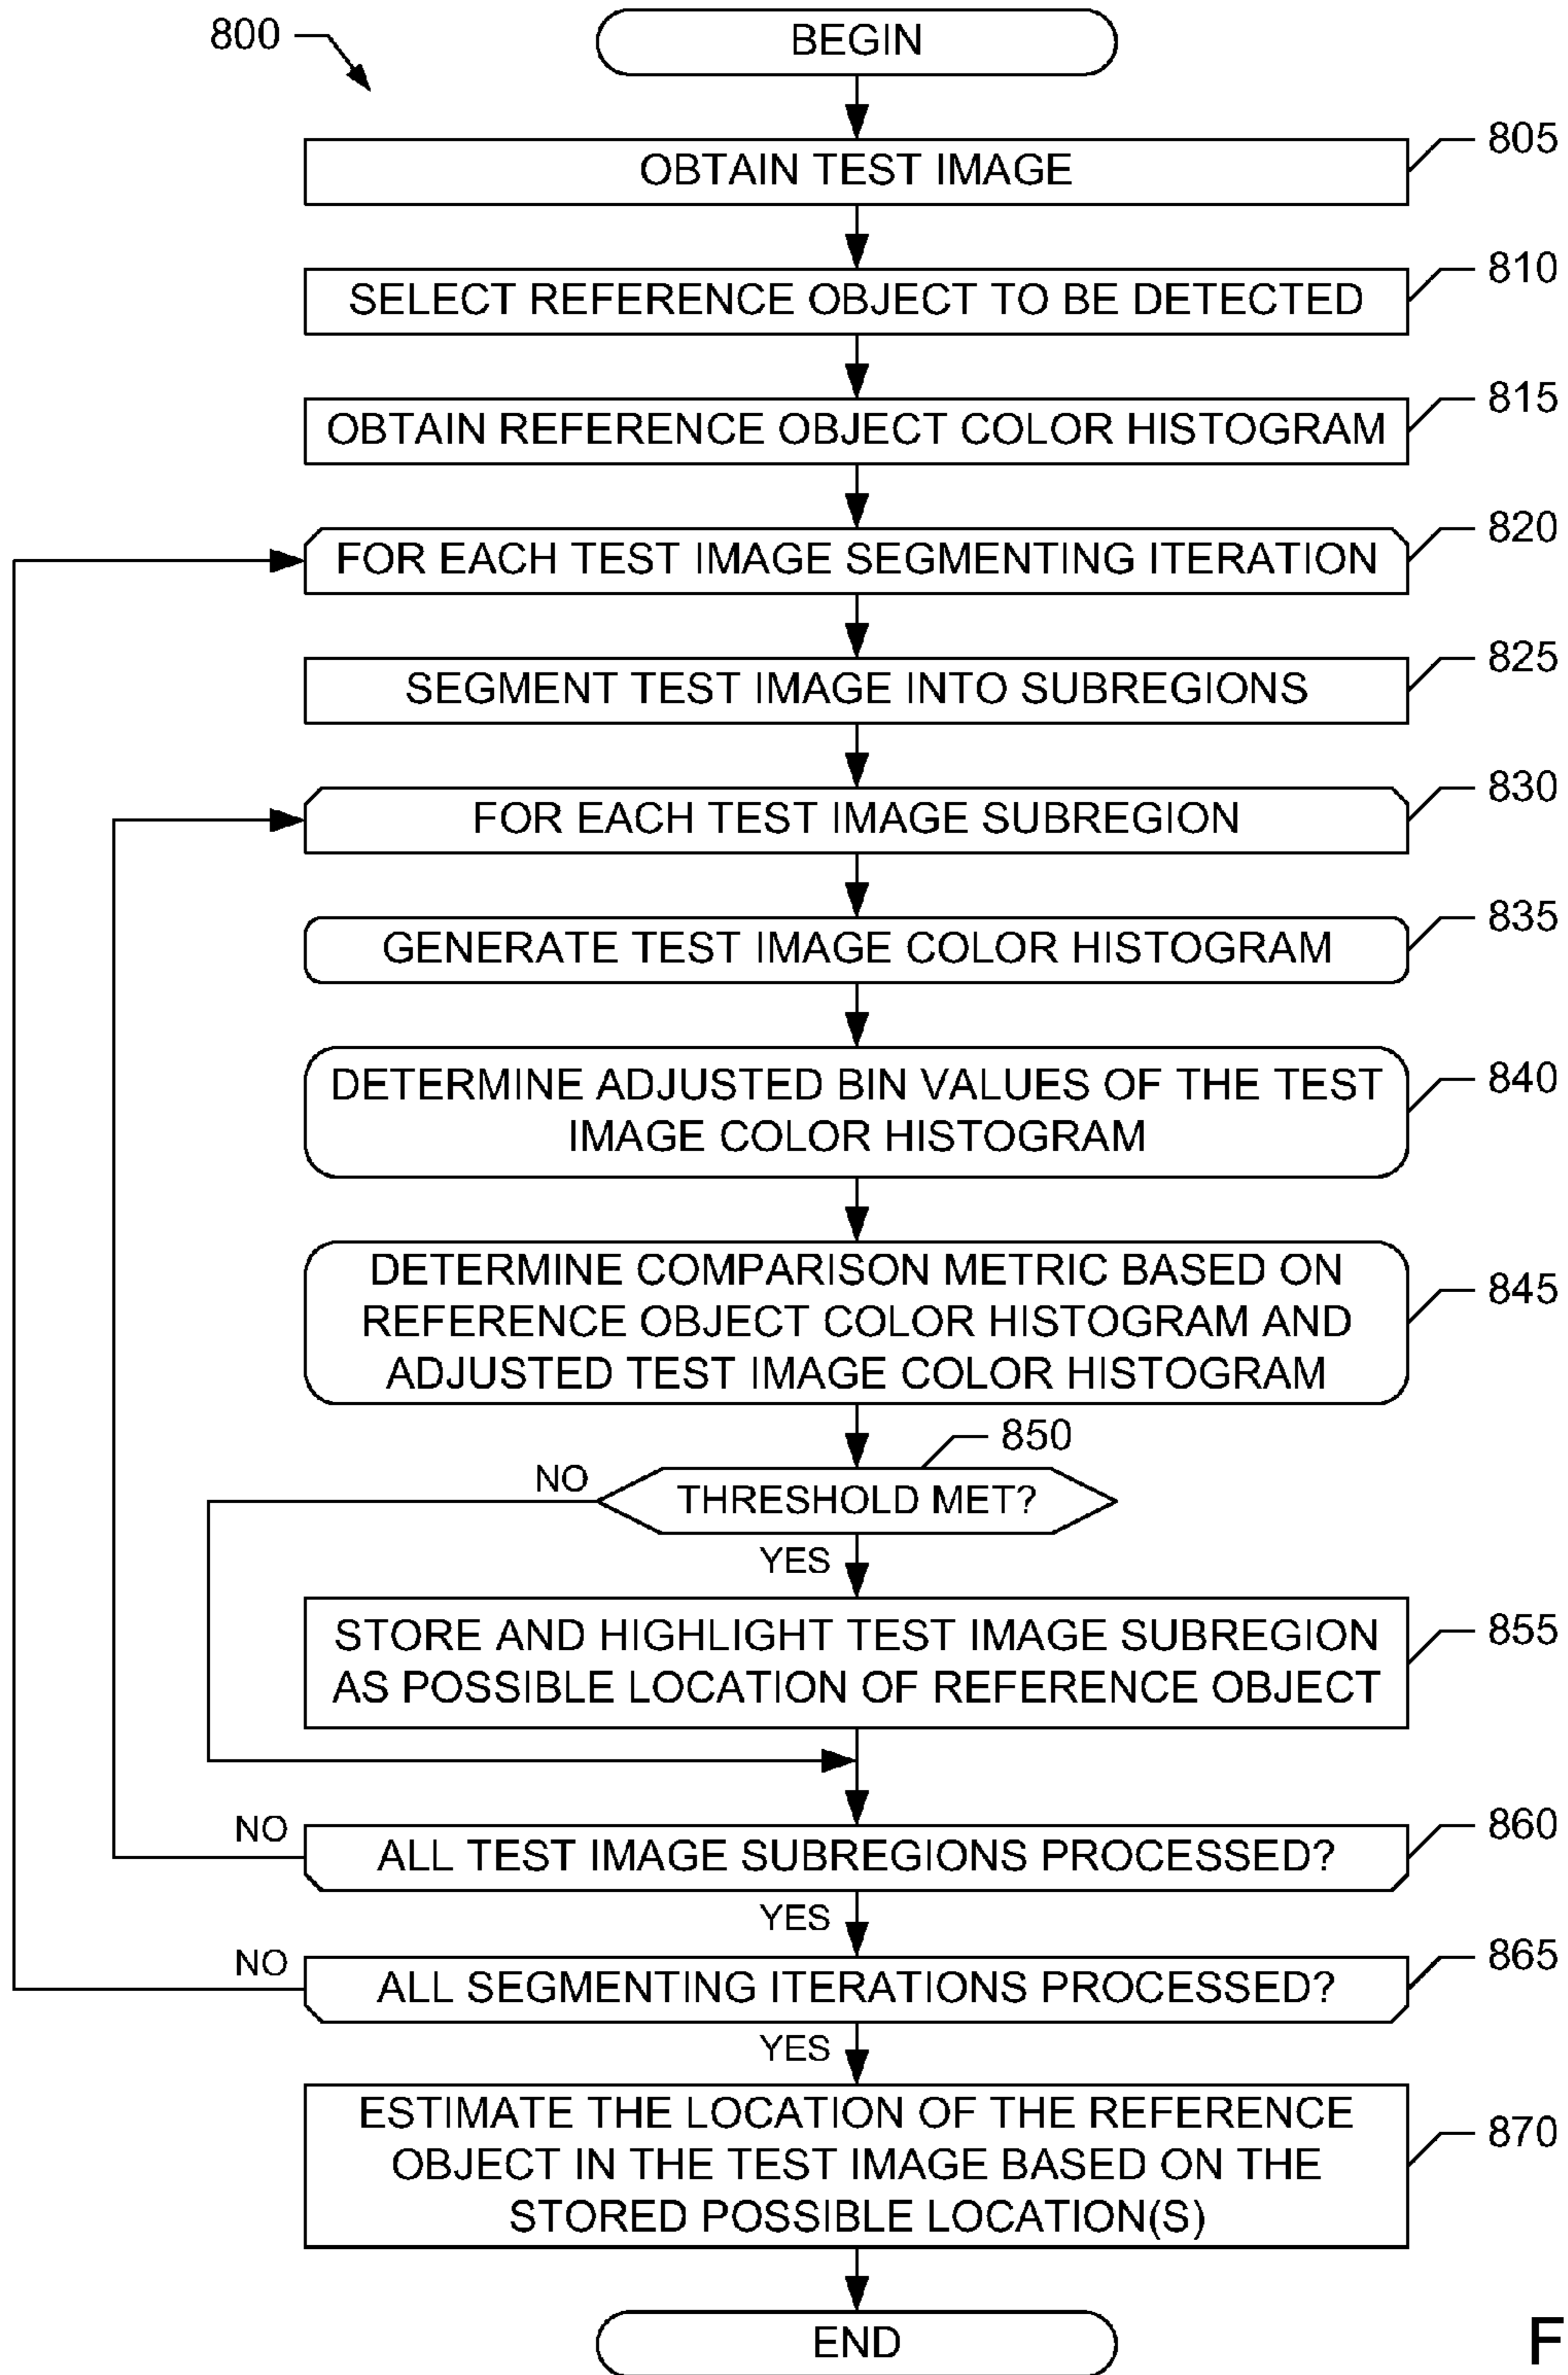 800
BEGIN
OBTAIN TEST IMAGE
805
SELECT REFERENCE OBJECT TO BE DETECTED
810
OBTAIN REFERENCE OBJECT COLOR HISTOGRAM
815
FOR EACH TEST IMAGE SEGMENTING ITERATION
820
SEGMENT TEST IMAGE INTO SUBREGIONS
825
FOR EACH TEST IMAGE SUBREGION
830
GENERATE TEST IMAGE COLOR HISTOGRAM
835
DETERMINE ADJUSTED BIN VALUES OF THE TEST
IMAGE COLOR HISTOGRAM
840
DETERMINE COMPARISON METRIC BASED ON
REFERENCE OBJECT COLOR HISTOGRAM AND
ADJUSTED TEST IMAGE COLOR HISTOGRAM
845
850
NO
THRESHOLD MET?
YES
STORE AND HIGHLIGHT TEST IMAGE SUBREGION
AS POSSIBLE LOCATION OF REFERENCE OBJECT
855
NO
ALL TEST IMAGE SUBREGIONS PROCESSED?
860
YES
NO
ALL SEGMENTING ITERATIONS PROCESSED?
865
YES
ESTIMATE THE LOCATION OF THE REFERENCE
OBJECT IN THE TEST IMAGE BASED ON THE
STORED POSSIBLE LOCATION(S)
870
END
F